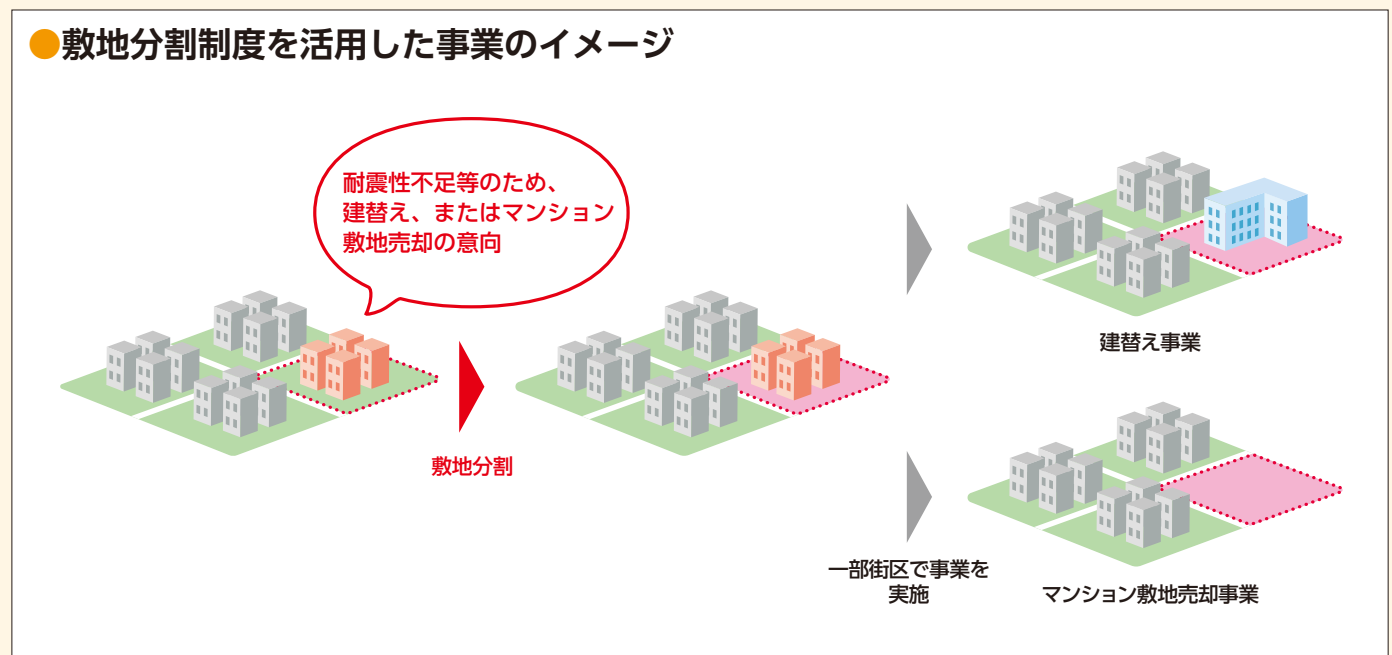 ●敷地分割制度を活用した事業のイメージ
耐震性不足等のため、
建替え、またはマンション
敷地売却の意向
敷地分割
建替え事業
一部街区で事業を
実施
マンション敷地売却事業